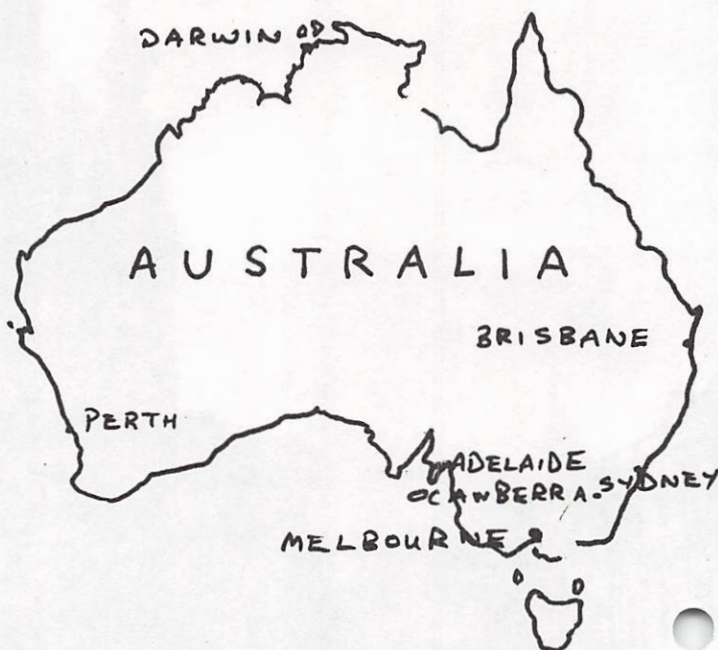 DARWIN
AUSTRALIA
BRISBANE
PERTH
ADELAIDE
CANBERRA.
SYDNEY
MELBOURNE